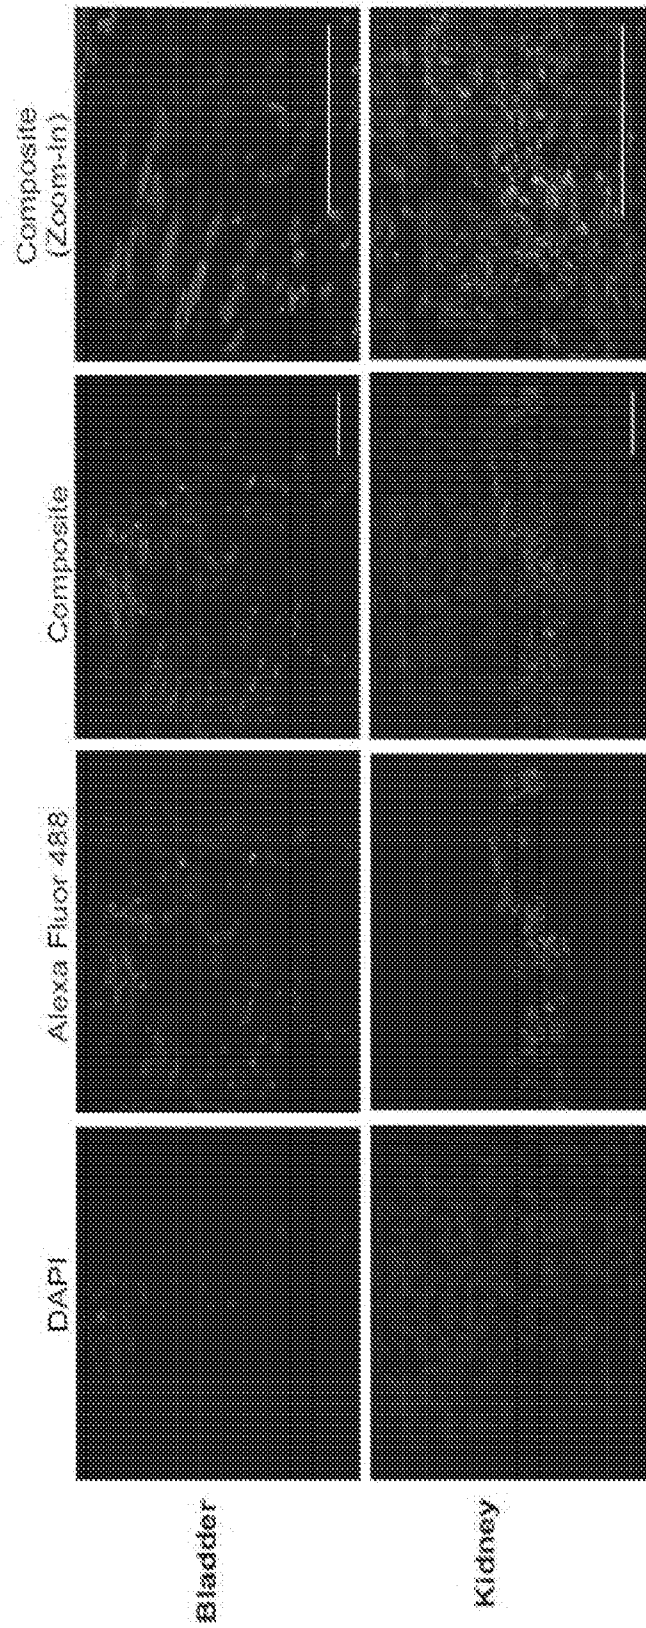 DAPI
Alexa Fluor 488
Composite
Composite
(Zoom-in)
Bladder
Kidney